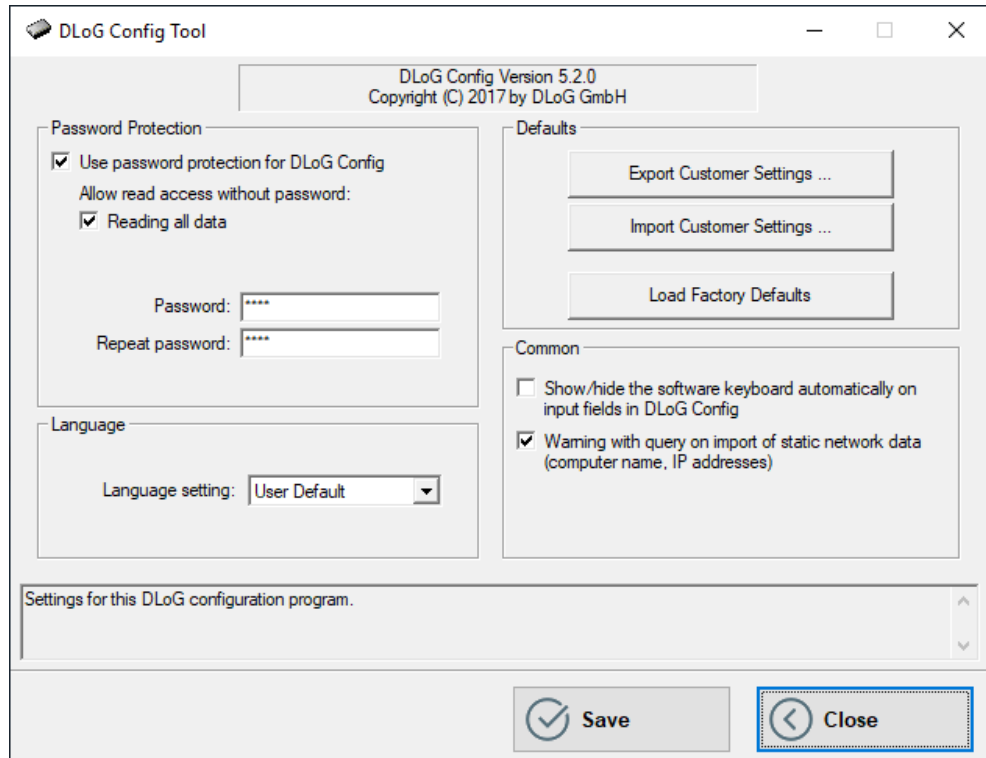 DLoG Config Tool
DLoG Config Version 5.2.0
Copyright (C) 2017 by DLoG GmbH
Password Protection
Use password protection for DLoG Config
Allow read access without password:
Reading all data
Password: ****
Repeat password: ****
Language
Language setting: User Default
Defaults
Export Customer Settings ...
Import Customer Settings ...
Load Factory Defaults
Common
Show/hide the software keyboard automatically on
input fields in DLoG Config
Warning with query on import of static network data
(computer name, IP addresses)
Settings for this DLoG configuration program.
Save
Close